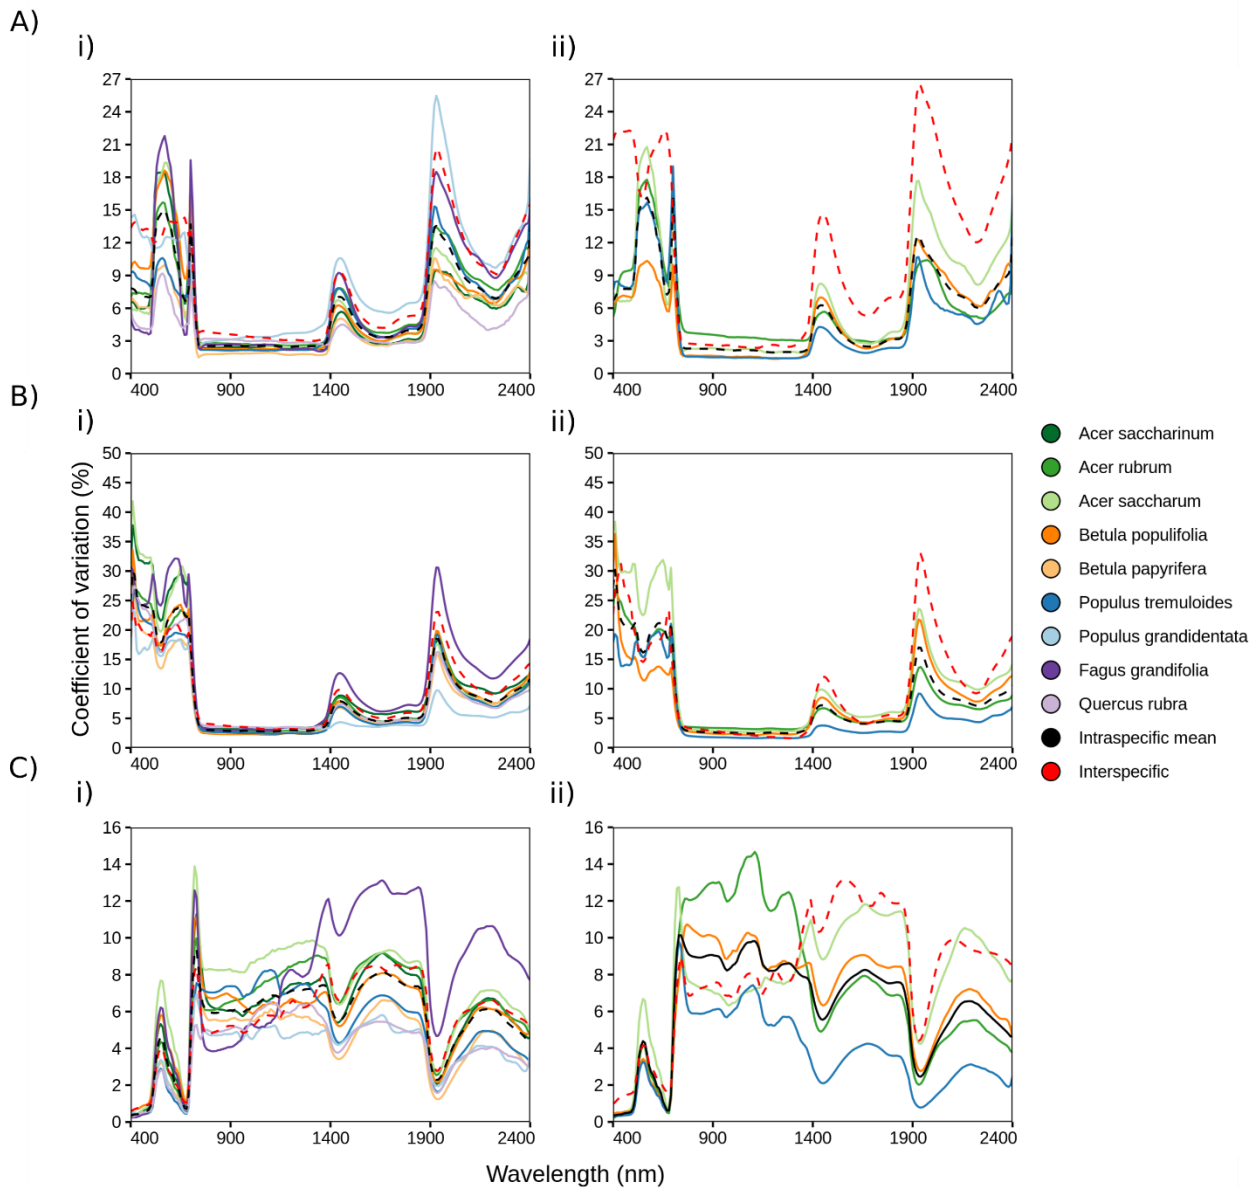 A)
i)
ii)
27
24
21
18
15
12
9
6
3
0
400 900 1400 1900 2400
27
24
21
18
15
12
9
6
3
0
400 900 1400 1900 2400
B)
i)
ii)
Coefficient of variation (%)
50
45
40
35
30
25
20
15
10
5
0
400 900 1400 1900 2400
50
45
40
35
30
25
20
15
10
5
0
400 900 1400 1900 2400
Acer saccharinum
Acer rubrum
Acer saccharum
Betula populifolia
Betula papyrifera
Populus tremuloides
Populus grandidentata
Fagus grandifolia
Quercus rubra
Intraspecific mean
Interspecific
C)
i)
ii)
16
14
12
10
8
6
4
2
0
400 900 1400 1900 2400
16
14
12
10
8
6
4
2
0
400 900 1400 1900 2400
Wavelength (nm)